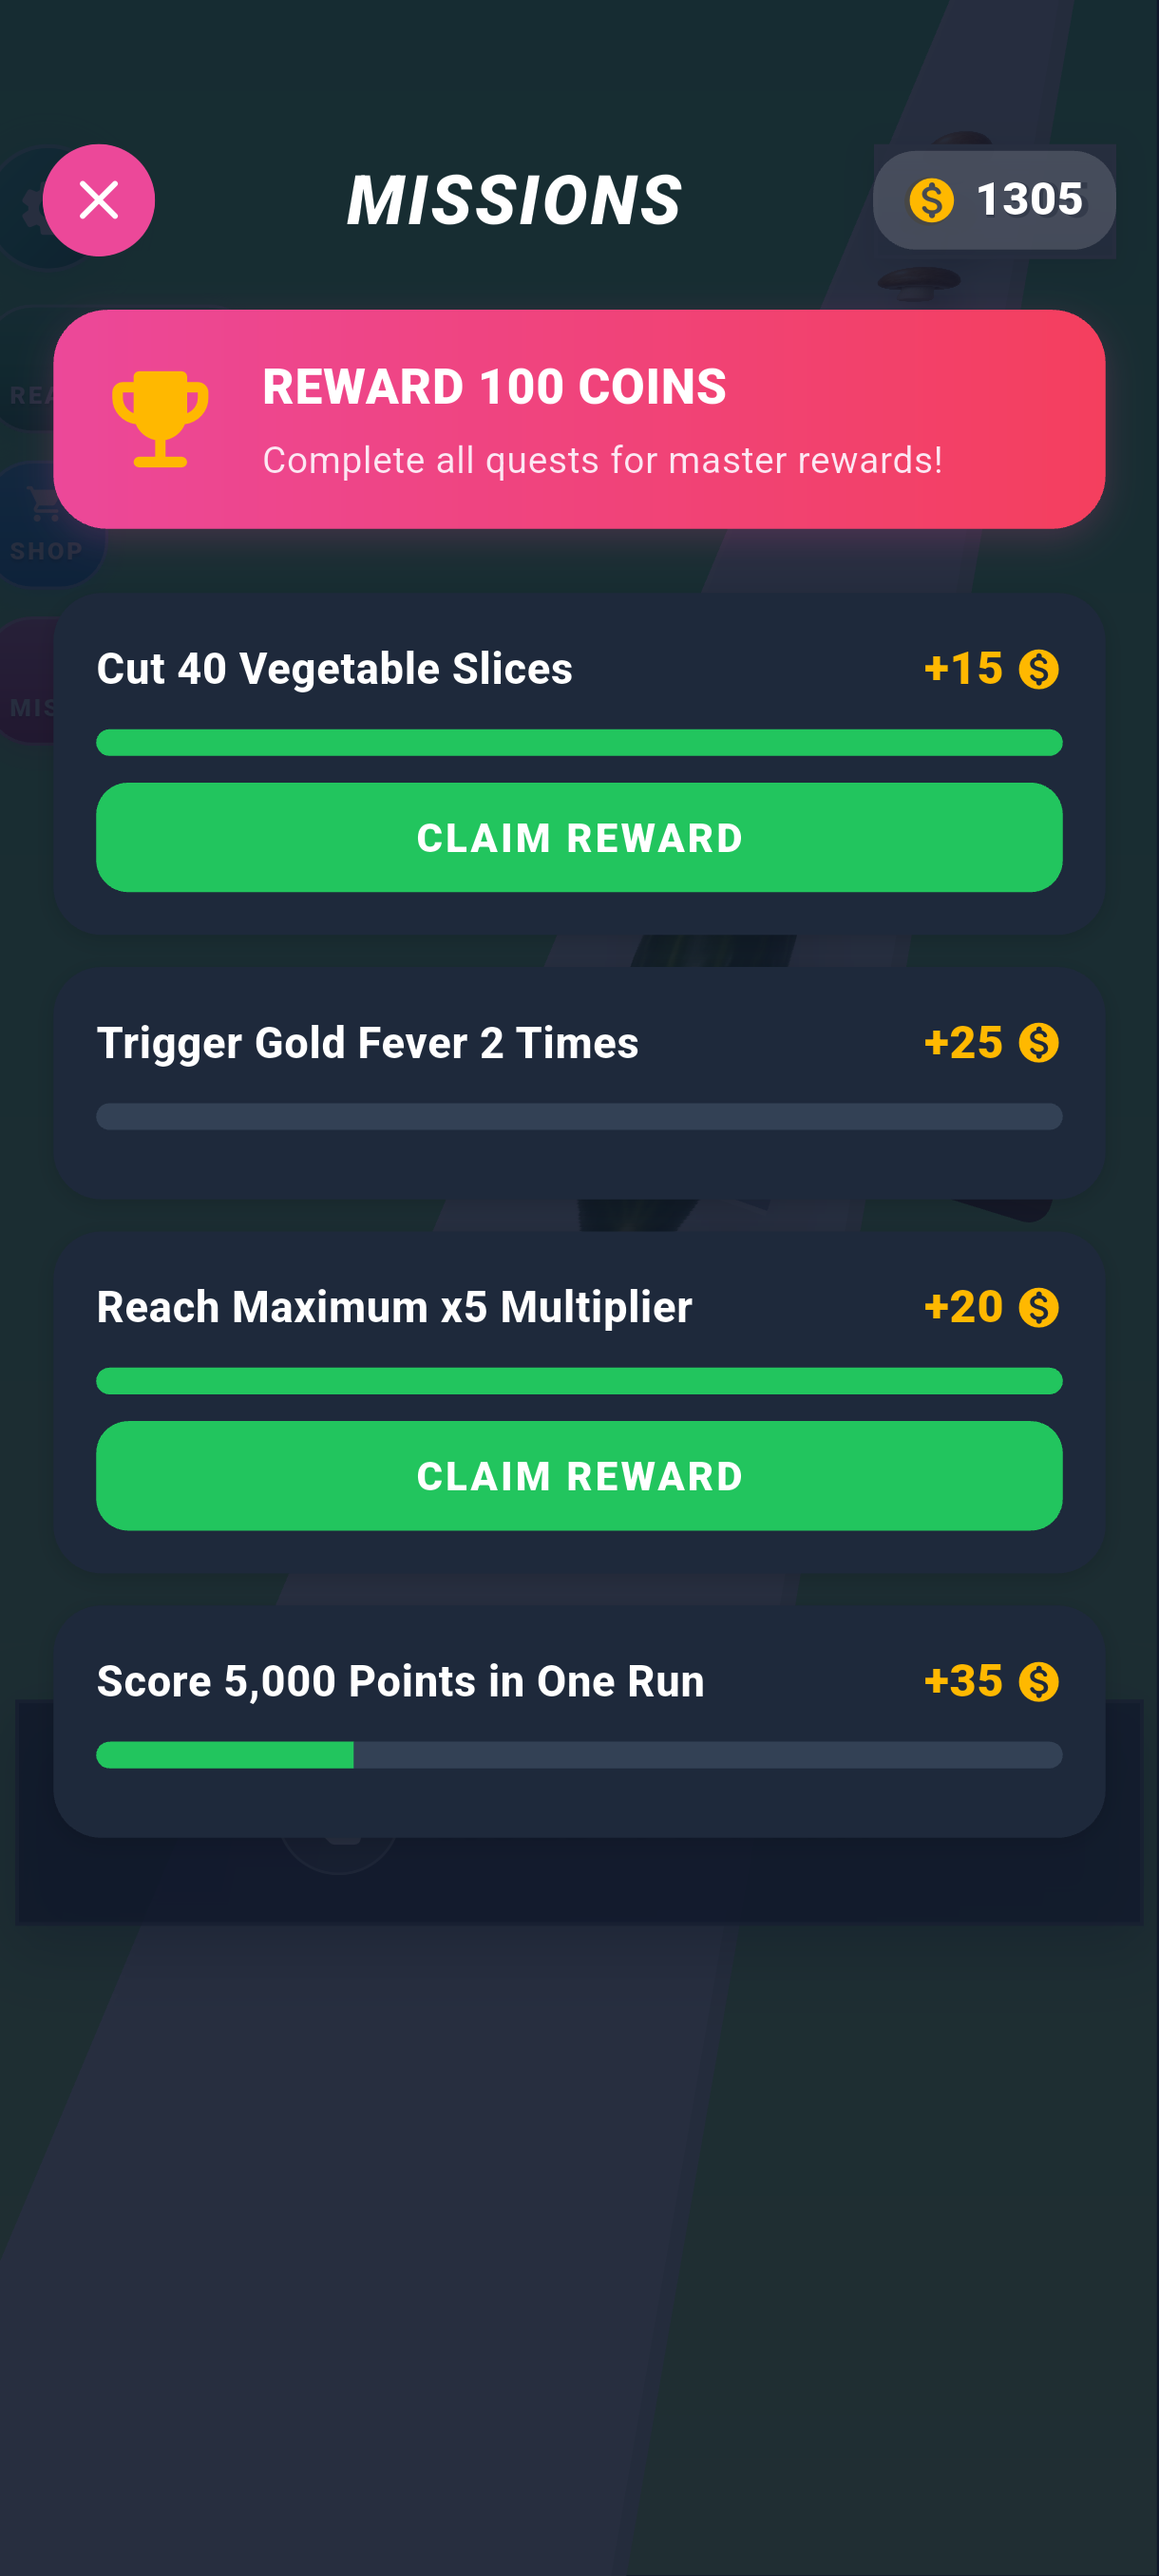 MISSIONS
1305
REWARD 100 COINS
Complete all quests for master rewards!
SHOP
Cut 40 Vegetable Slices
+15
CLAIM REWARD
Trigger Gold Fever 2 Times
+25
Reach Maximum x5 Multiplier
+20
CLAIM REWARD
Score 5,000 Points in One Run
+35